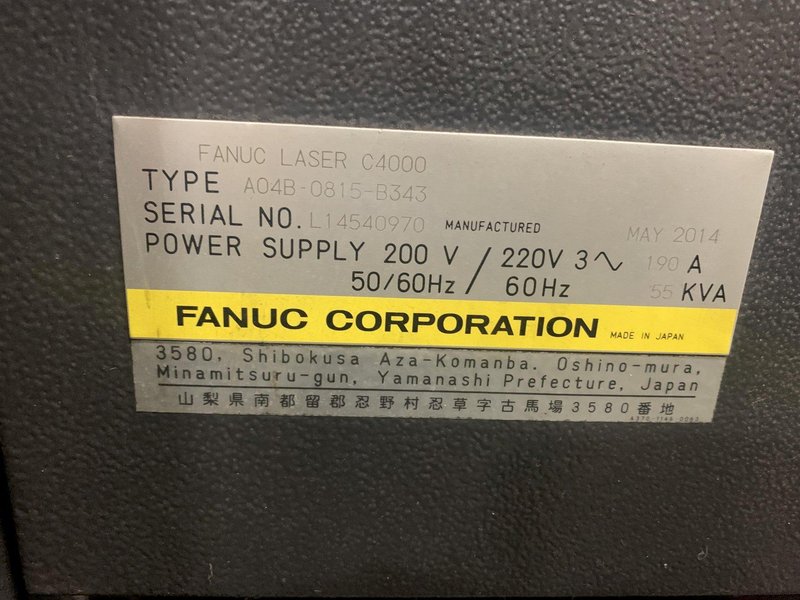 FANUC LASER C4000
TYPE A04B-0815-B343
SERIAL NO. L14540970 MANUFACTURED MAY 2014
POWER SUPPLY 200 V / 220V 3～ 190 A
50/60Hz / 60Hz 55 KVA
FANUC CORPORATION MADE IN JAPAN
3580, Shibokusa Aza-Komanba. Oshino-mura,
Minamitsuru-gun, Yamanashi Prefecture, Japan
山梨県南都留郡忍野村忍草字古馬場3580番地